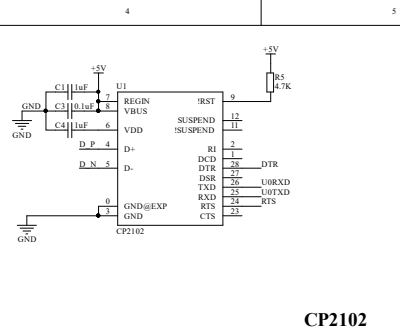 4 5
+5V
+5V
C1 1uF U1 R5
4.7K
7 REGIN !RST 9
GND C3 0.1uF 8 VBUS
SUSPEND 12
GND C4 1uF 6 VDD !SUSPEND 11
D_P 4 D+ RI 2
DCD 1
D_N 5 D- DTR 28 DTR
DSR 27
TXD 26 U0RXD
RXD 25 U0TXD
0 GND@EXP RTS 24 RTS
3 GND CTS 23
GND CP2102
CP2102